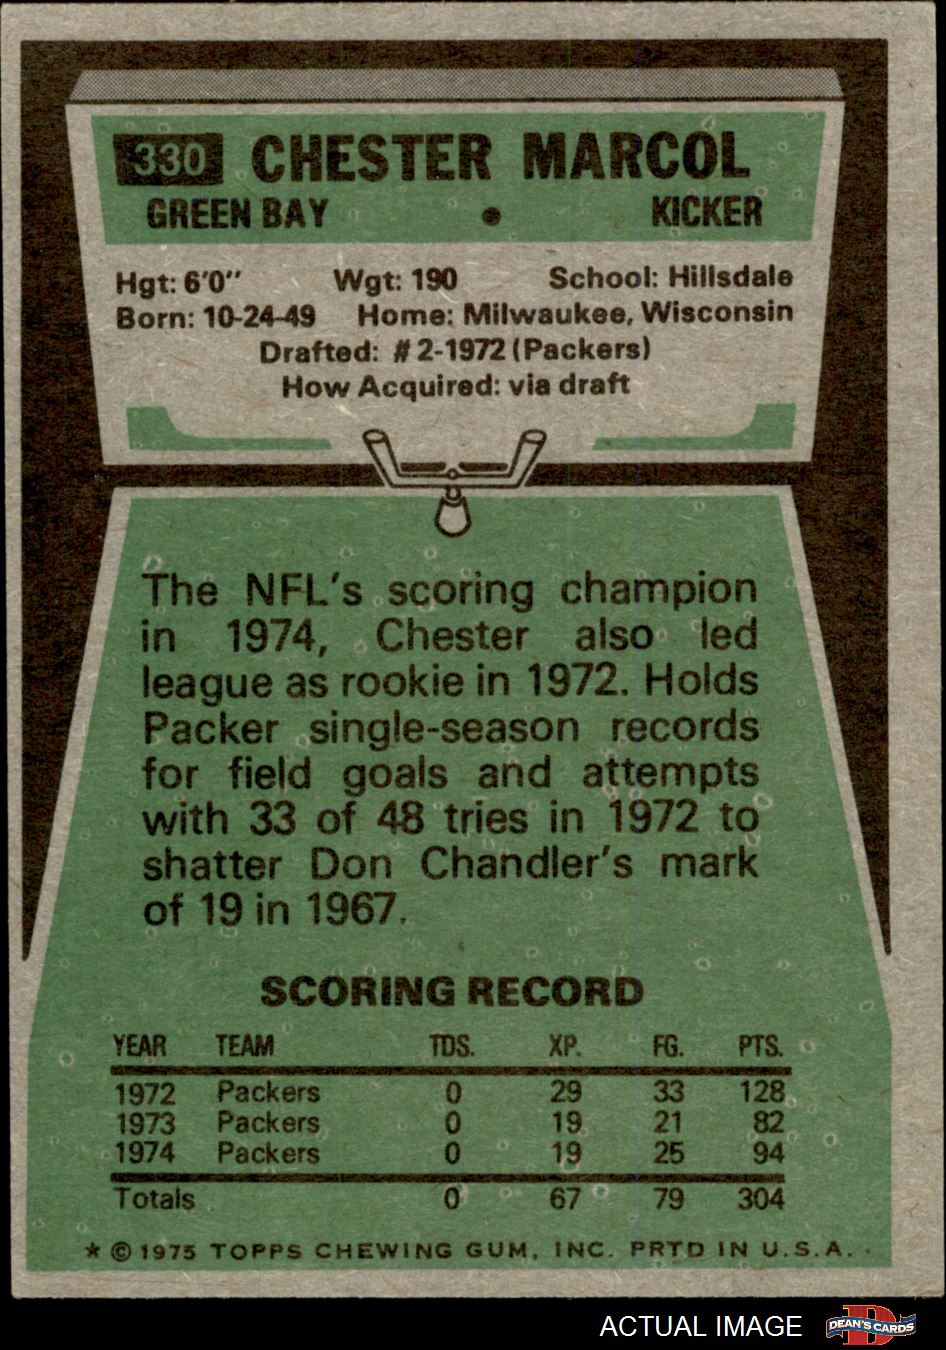 330 CHESTER MARCOL
GREEN BAY • KICKER
Hgt: 6'0" Wgt: 190 School: Hillsdale
Born: 10-24-49 Home: Milwaukee, Wisconsin
Drafted: #2-1972 (Packers)
How Acquired: via draft
The NFL's scoring champion
in 1974, Chester also led
league as rookie in 1972. Holds
Packer single-season records
for field goals and attempts
with 33 of 48 tries in 1972 to
shatter Don Chandler's mark
of 19 in 1967.
SCORING RECORD
YEAR TEAM TDS. XP. FG. PTS.
1972 Packers 0 29 33 128
1973 Packers 0 19 21 82
1974 Packers 0 19 25 94
Totals 0 67 79 304
* © 1975 TOPPS CHEWING GUM, INC. PRTD IN U.S.A.
ACTUAL IMAGE DEAN'S CARDS